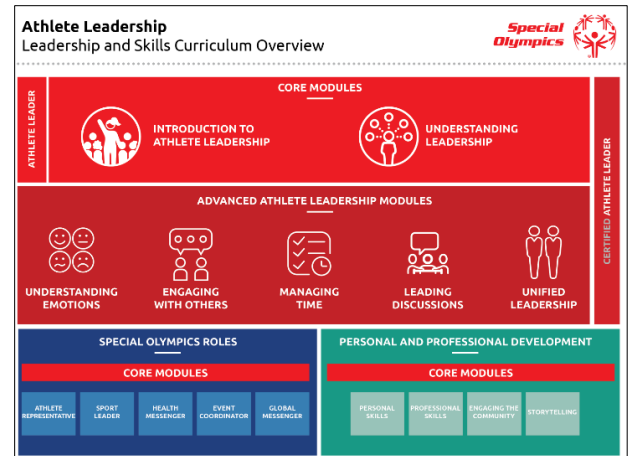 Athlete Leadership
Leadership and Skills Curriculum Overview
Special
Olympics
ATHLETE LEADER
CORE MODULES
INTRODUCTION TO
ATHLETE LEADERSHIP
UNDERSTANDING
LEADERSHIP
CERTIFIED ATHLETE LEADER
ADVANCED ATHLETE LEADERSHIP MODULES
UNDERSTANDING
EMOTIONS
ENGAGING
WITH OTHERS
MANAGING
TIME
LEADING
DISCUSSIONS
UNIFIED
LEADERSHIP
SPECIAL OLYMPICS ROLES
CORE MODULES
ATHLETE
REPRESENTATIVE
SPORT
LEADER
HEALTH
MESSENGER
EVENT
COORDINATOR
GLOBAL
MESSENGER
PERSONAL AND PROFESSIONAL DEVELOPMENT
CORE MODULES
PERSONAL
SKILLS
PROFESSIONAL
SKILLS
ENGAGING THE
COMMUNITY
STORYTELLING